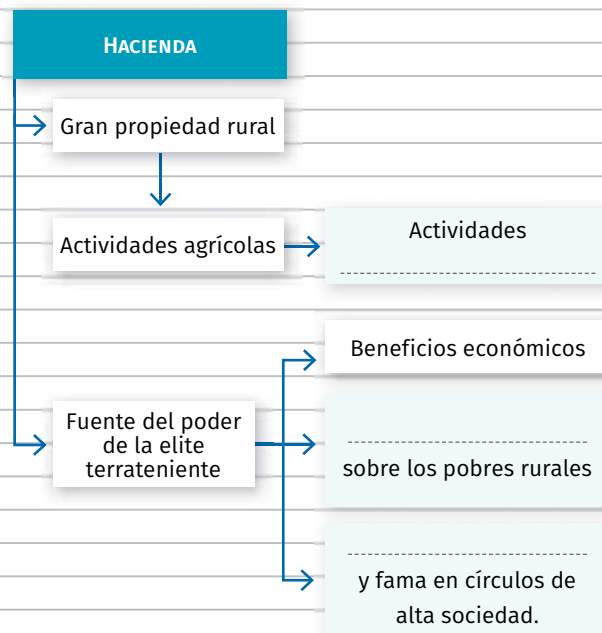 HACIENDA
Gran propiedad rural
Actividades agrícolas
Actividades
Beneficios económicos
Fuente del poder
de la elite
terrateniente
sobre los pobres rurales
y fama en círculos de
alta sociedad.